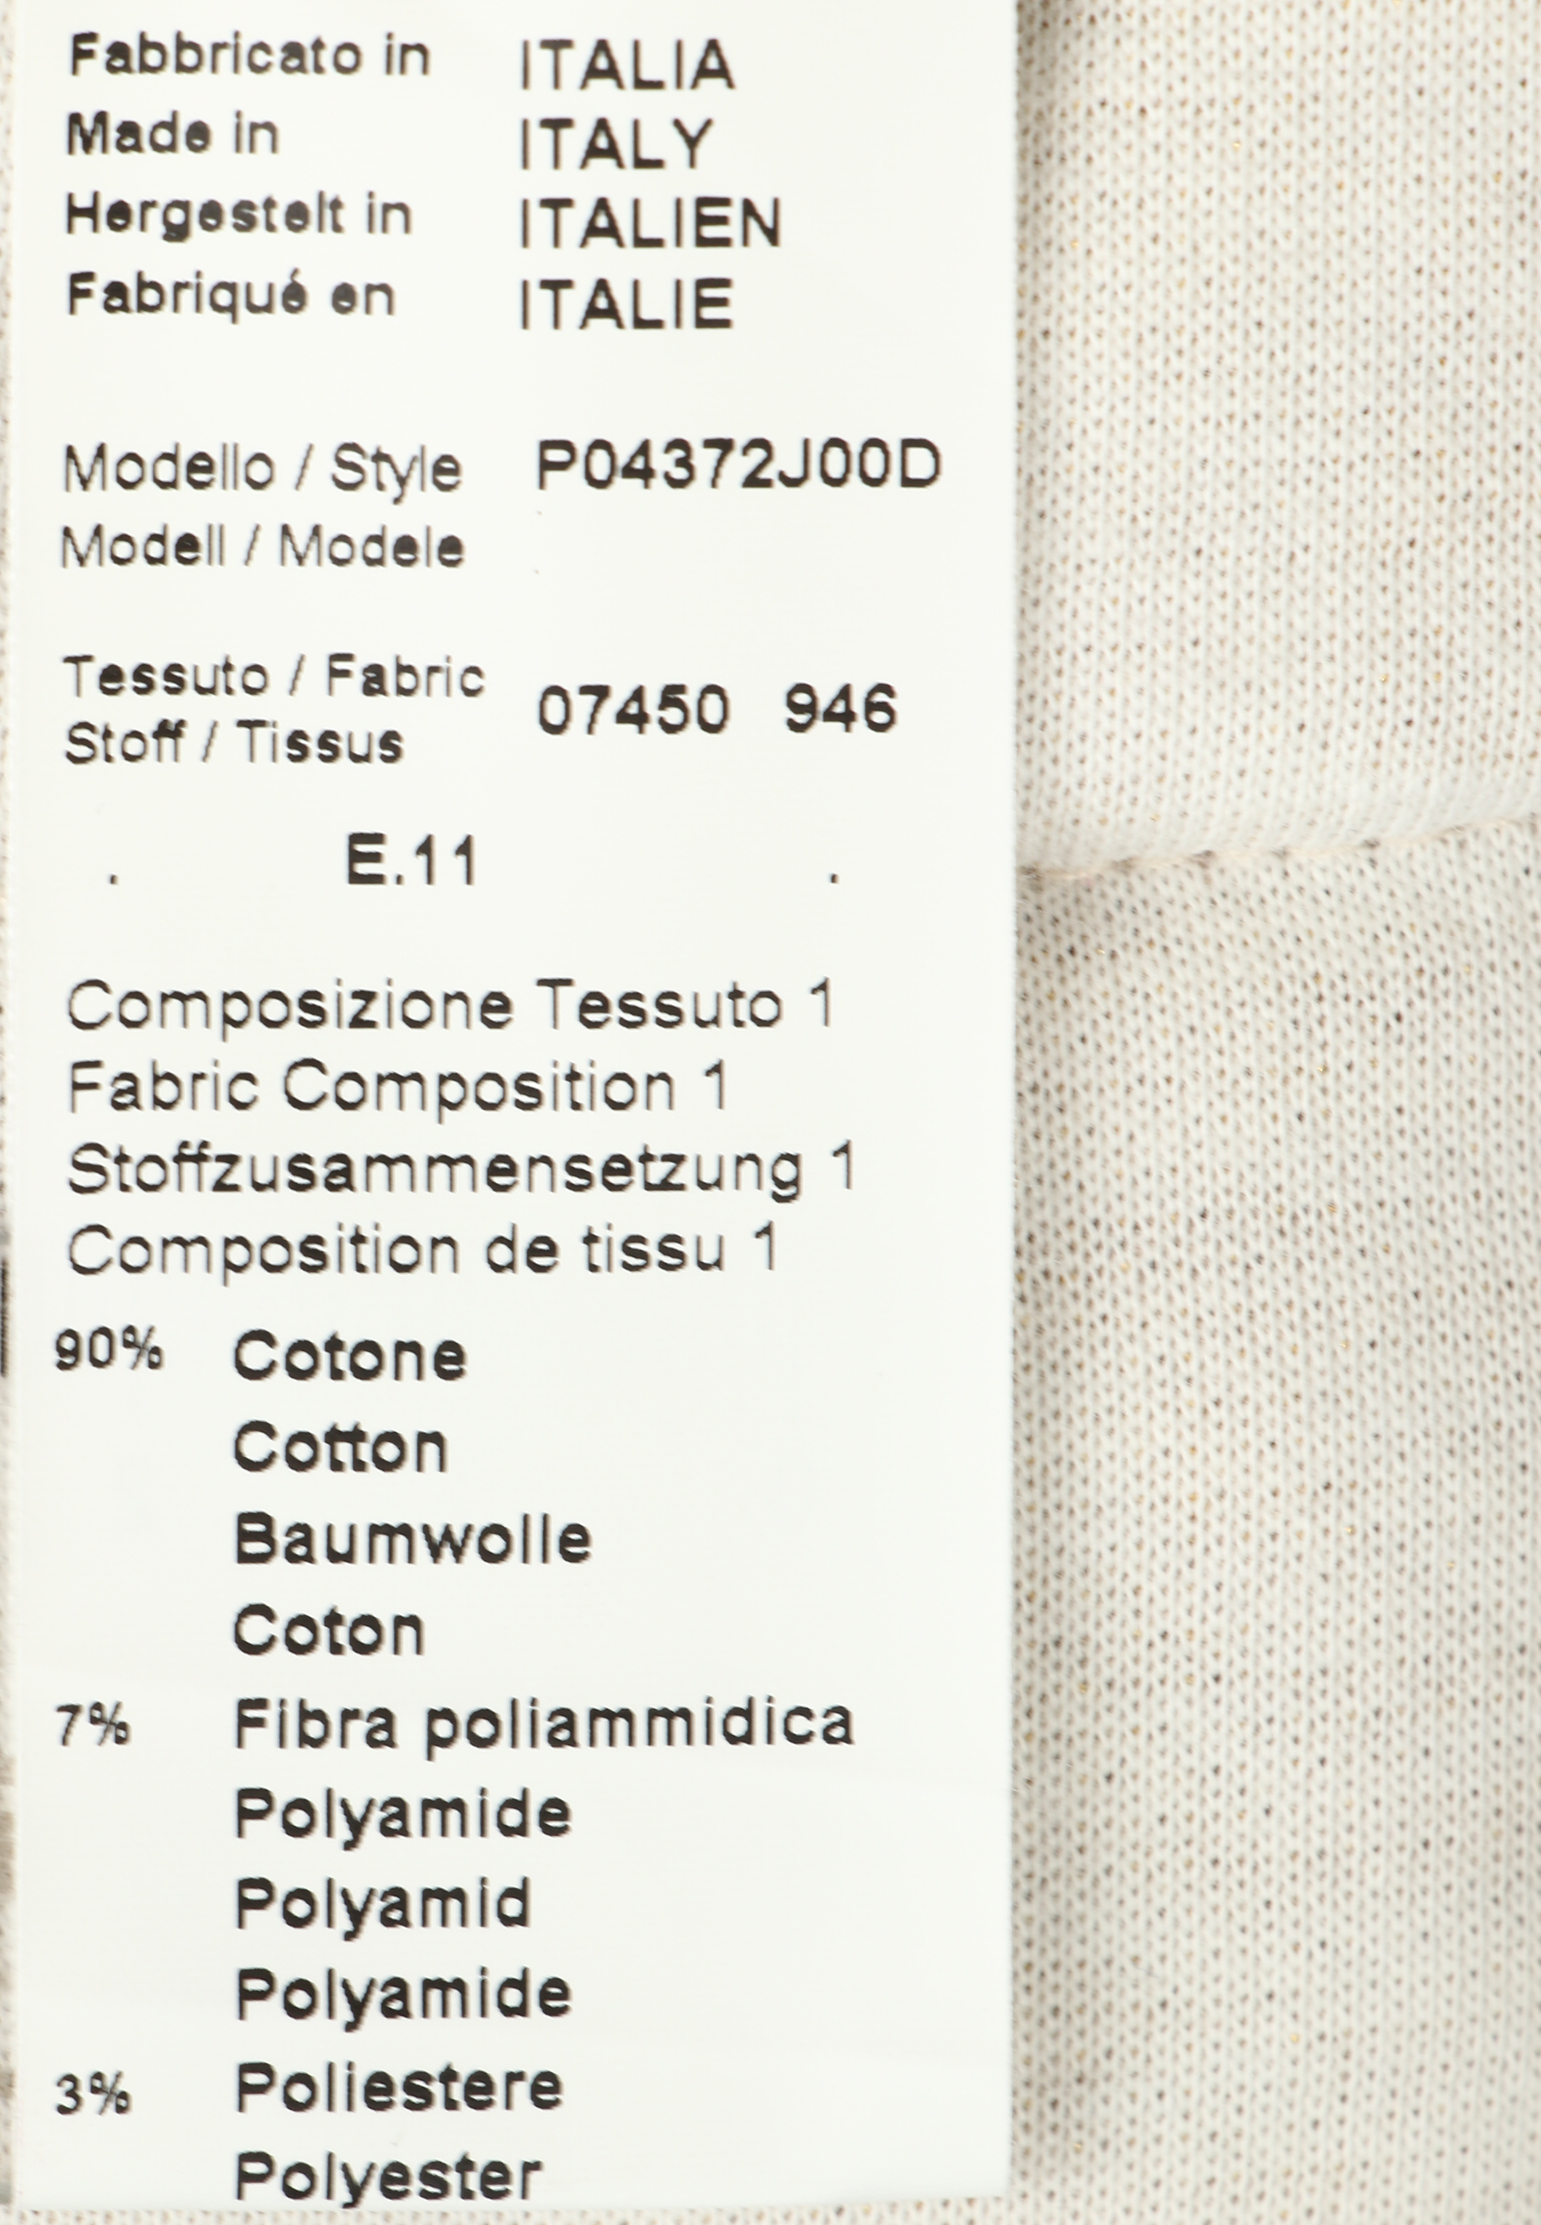 Fabbricato in ITALIA
Made in ITALY
Hergestelt in ITALIEN
Fabriqué en ITALIE
Modello / Style P04372J00D
Modell / Modele
Tessuto / Fabric 07450 946
Stoff / Tissus
. E.11 .
Composizione Tessuto 1
Fabric Composition 1
Stoffzusammensetzung 1
Composition de tissu 1
90% Cotone
Cotton
Baumwolle
Coton
7% Fibra poliammidica
Polyamide
Polyamid
Polyamide
3% Poliestere
Polyester